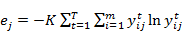 e_j = -K ∑_{t=1}^{T} ∑_{i=1}^{m} y_{ij}^{t} ln y_{ij}^{t}